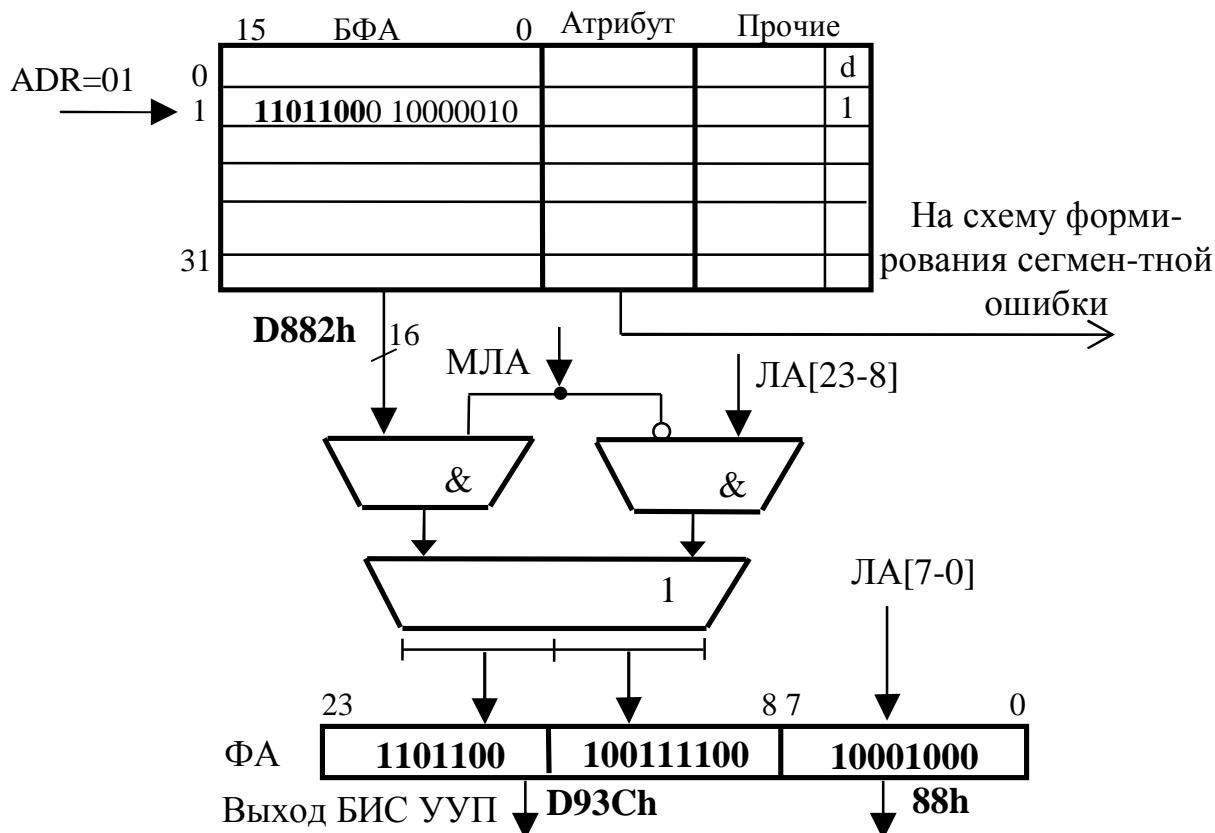 15 БФА 0 Атрибут Прочие
0 d
ADR=01
1 11011000 10000010 1
31
На схему форми-
рования сегмен-тной
ошибки
D882h 16
МЛА ЛА[23-8]
& &
1 ЛА[7-0]
23 8 7 0
ФА 1101100 100111100 10001000
Выход БИС УУП D93Ch 88h